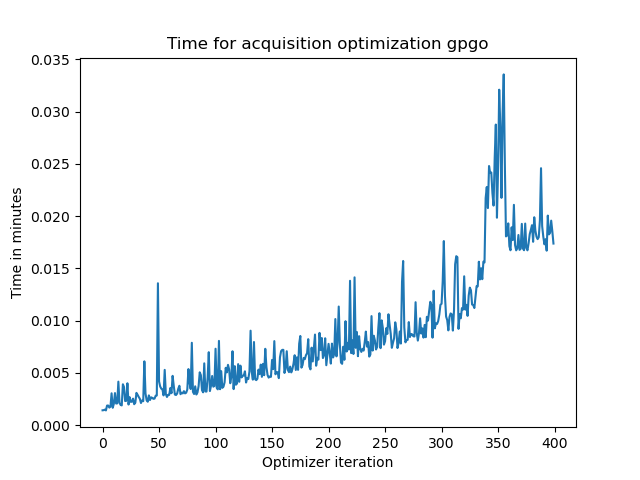 Time for acquisition optimization gpgo
0.035
0.030
0.025
0.020
0.015
0.010
0.005
0.000
Time in minutes
0 50 100 150 200 250 300 350 400
Optimizer iteration